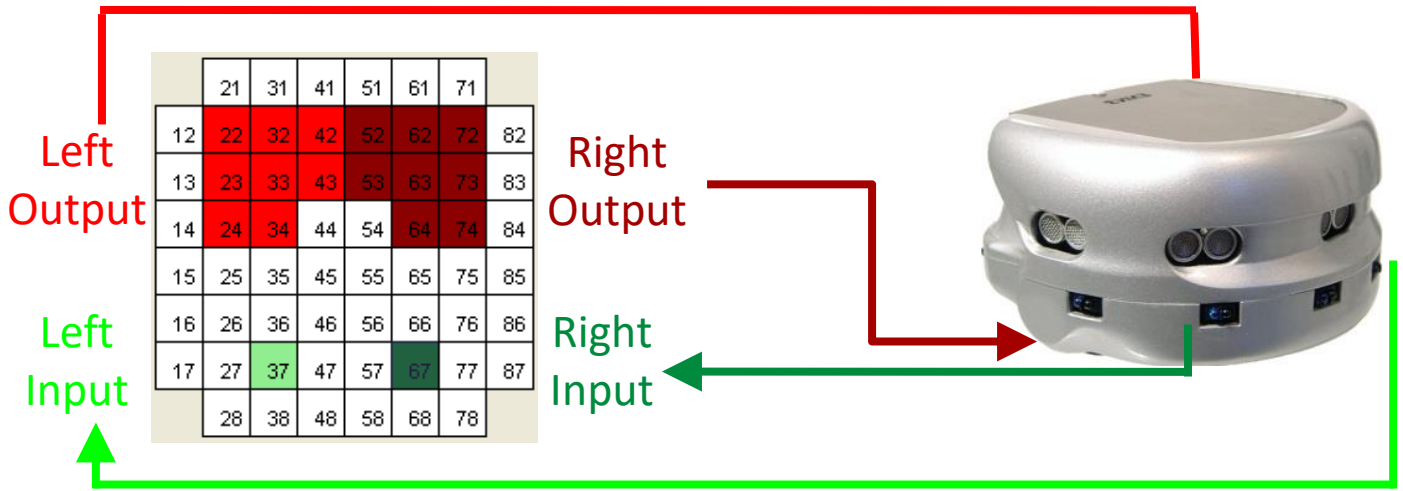 21 31 41 51 61 71
12 22 32 42 52 62 72 82
13 23 33 43 53 63 73 83
14 24 34 44 54 64 74 84
15 25 35 45 55 65 75 85
16 26 36 46 56 66 76 86
17 27 37 47 57 67 77 87
28 38 48 58 68 78
Left
Output
Right
Output
Left
Input
Right
Input